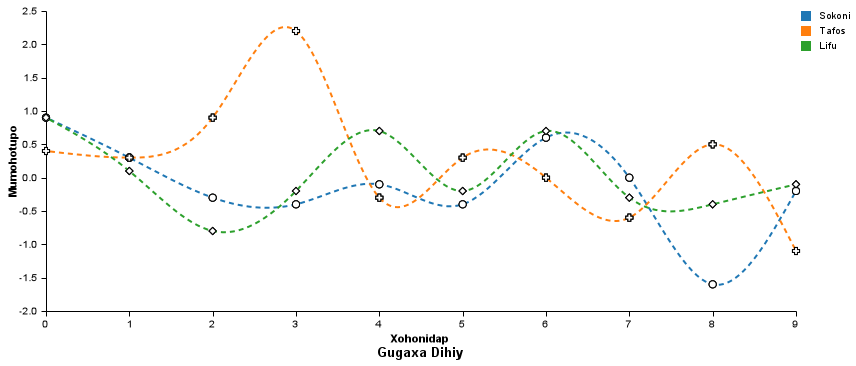 Sokoni
Tafos
Lifu
Mumohotupo
2.5
2.0
1.5
1.0
0.5
0.0
-0.5
-1.0
-1.5
-2.0
0 1 2 3 4 5 6 7 8 9
Xohonidap
Gugaxa Dihiy